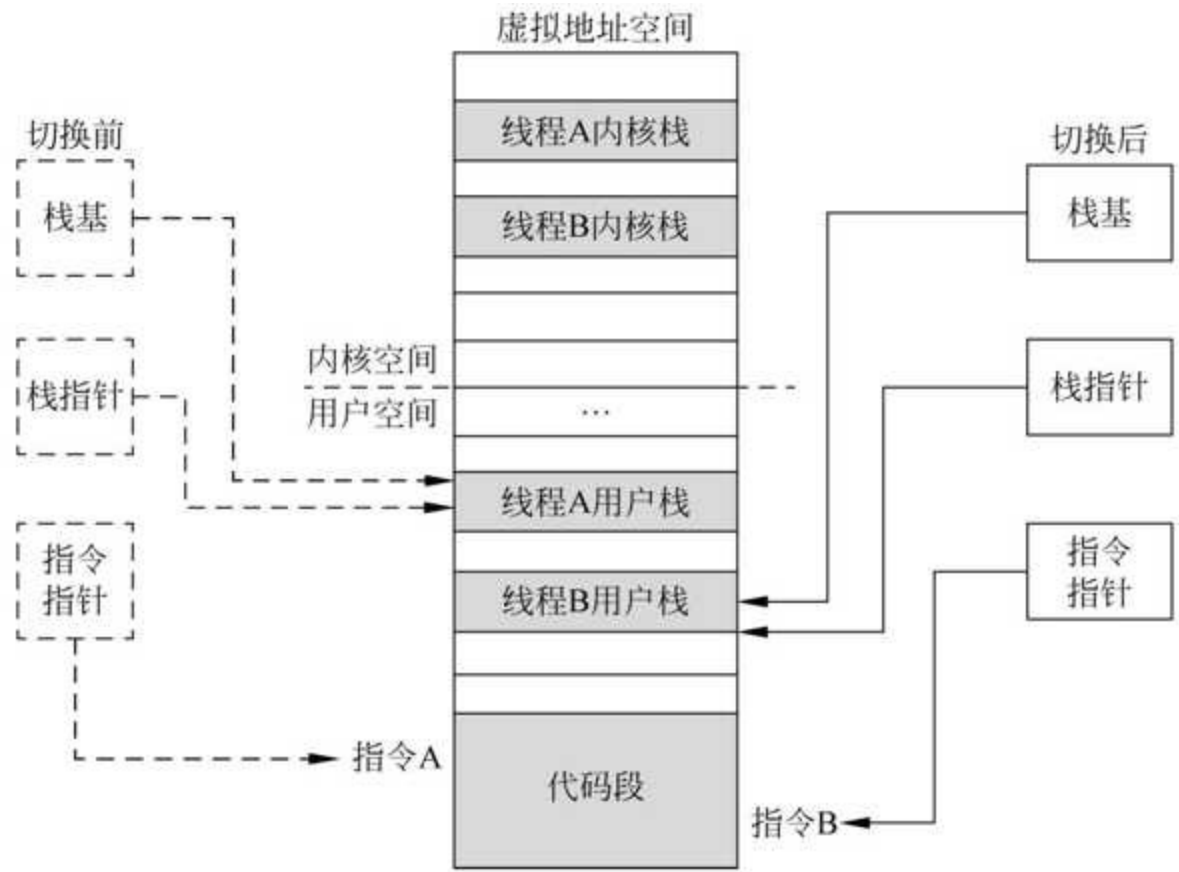 虚拟地址空间
线程A内核栈
切换前
切换后
栈基
线程B内核栈
栈基
内核空间
栈指针
用户空间
…
栈指针
线程A用户栈
指令
指针
线程B用户栈
指令
指针
指令A
代码段
指令B